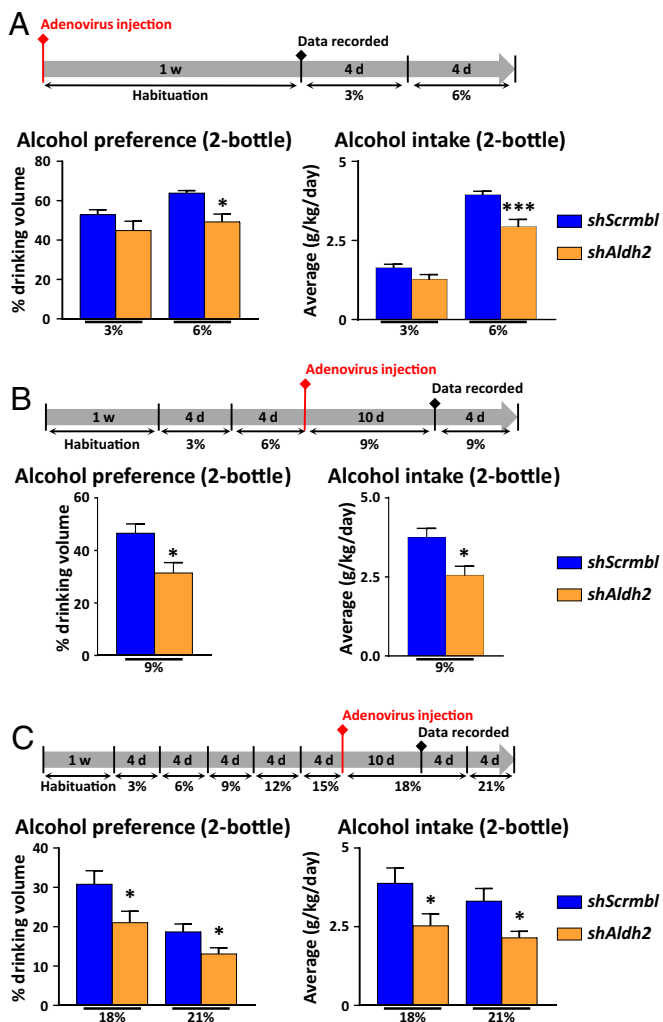 A
Adenovirus injection
Data recorded
1 w 4 d 4 d
Habituation 3% 6%
Alcohol preference (2-bottle)
% drinking volume
60
40
20
0
*
3% 6%
Alcohol intake (2-bottle)
Average (g/kg/day)
5
2.5
0
***
3% 6%
shScrmbl
shAldh2
B
Adenovirus injection
Data recorded
1 w 4 d 4 d 10 d 4 d
Habituation 3% 6% 9% 9%
Alcohol preference (2-bottle)
% drinking volume
60
40
20
0
*
9%
Alcohol intake (2-bottle)
Average (g/kg/day)
5.0
2.5
0.0
*
9%
shScrmbl
shAldh2
C
Adenovirus injection
Data recorded
1 w 4 d 4 d 4 d 4 d 4 d 10 d 4 d 4 d
Habituation 3% 6% 9% 12% 15% 18% 21%
Alcohol preference (2-bottle)
% drinking volume
40
30
20
10
0
* *
18% 21%
Alcohol intake (2-bottle)
Average (g/kg/day)
5
2.5
0
* *
18% 21%
shScrmbl
shAldh2